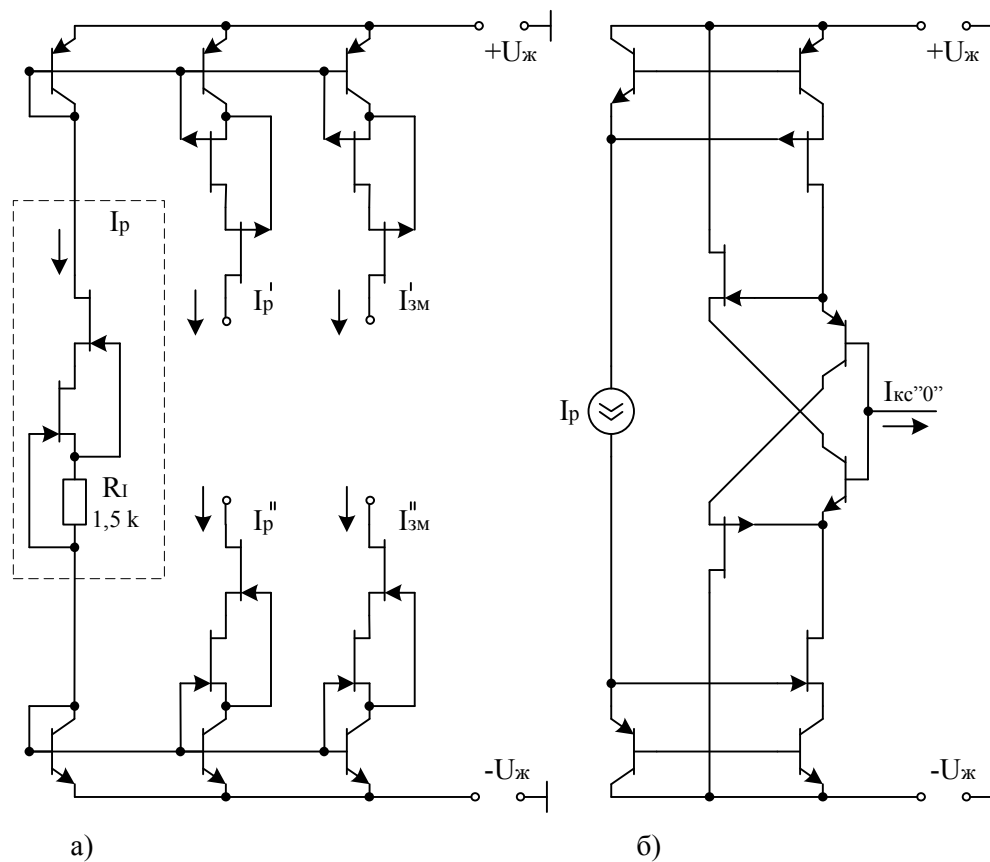 +Uж
+Uж
Iр
Iр'
I'зм
Iр
Iкс"0"
RI
1,5 k
Iр"
I"зм
-Uж
-Uж
а)
б)